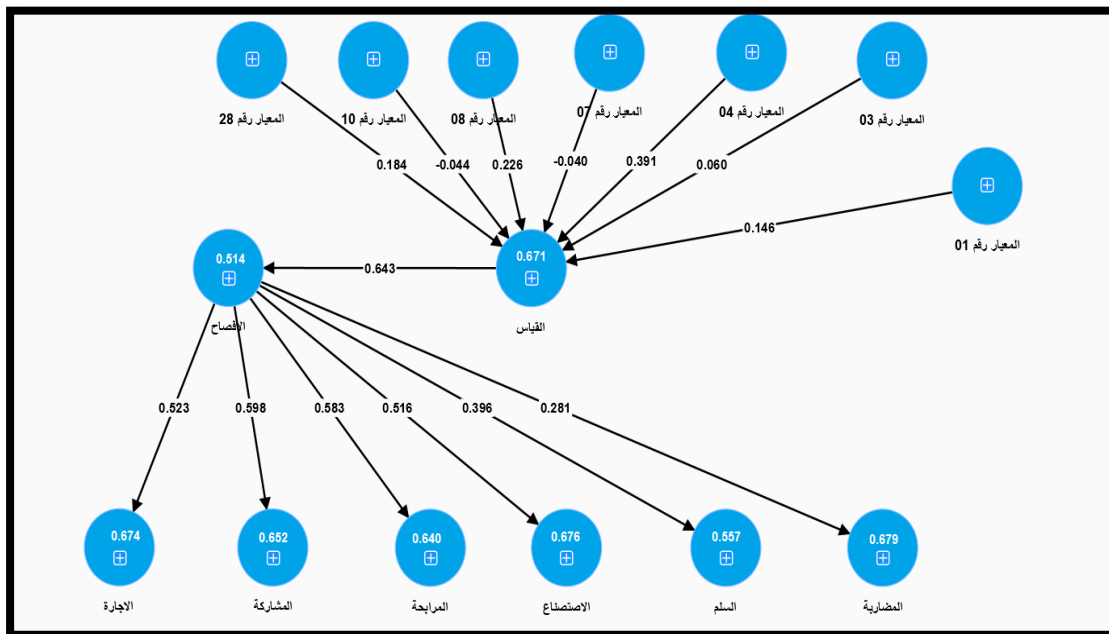 المعيار رقم 03
المعيار رقم 04
المعيار رقم 07
المعيار رقم 08
المعيار رقم 10
المعيار رقم 28
0.184
-0.044
0.226
-0.040
0.391
0.060
المعيار رقم 01
0.146
0.671
القياس
0.643
0.514
الافصاح
0.523
0.598
0.583
0.516
0.396
0.281
0.674
0.652
0.640
0.676
0.557
0.679
الاجارة
المشاركة
المرابحة
الاستصناع
السلم
المضاربة